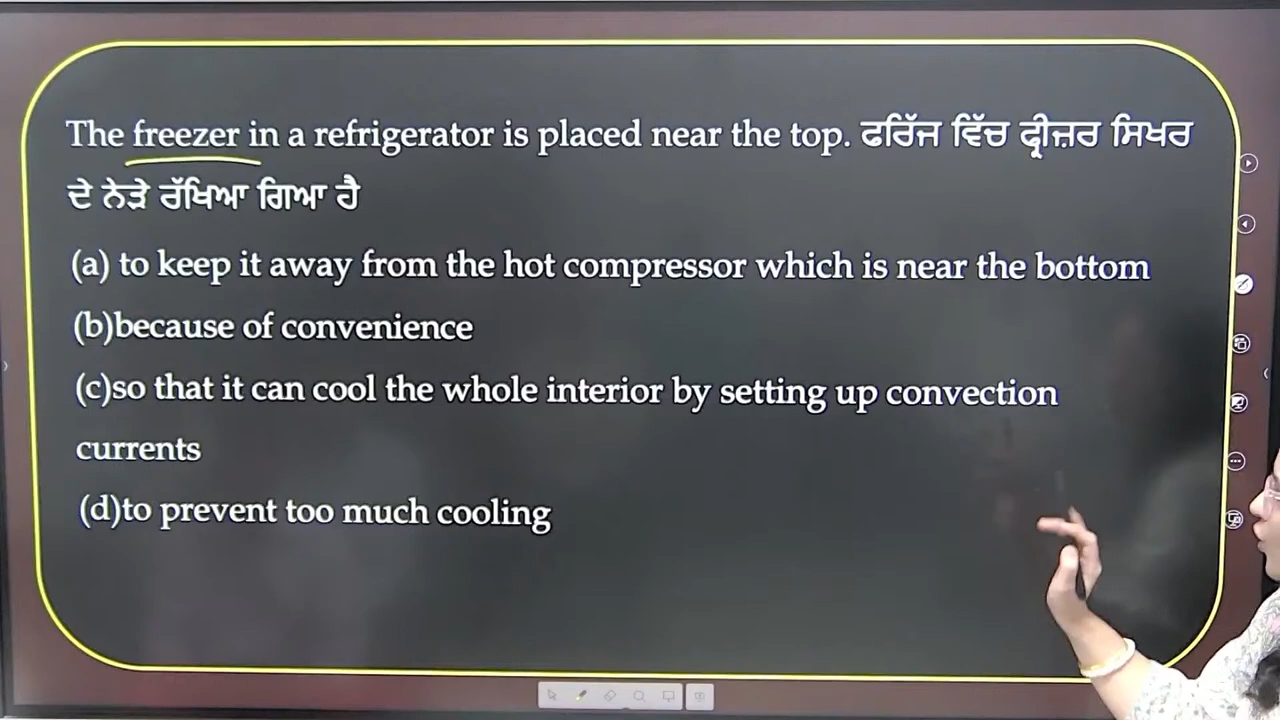 The freezer in a refrigerator is placed near the top. ਫਰਿੱਜ ਵਿੱਚ ਫ੍ਰੀਜ਼ਰ ਸਿਖਰ
ਦੇ ਨੇੜੇ ਰੱਖਿਆ ਗਿਆ ਹੈ
(a) to keep it away from the hot compressor which is near the bottom
(b)because of convenience
(c)so that it can cool the whole interior by setting up convection
currents
(d)to prevent too much cooling